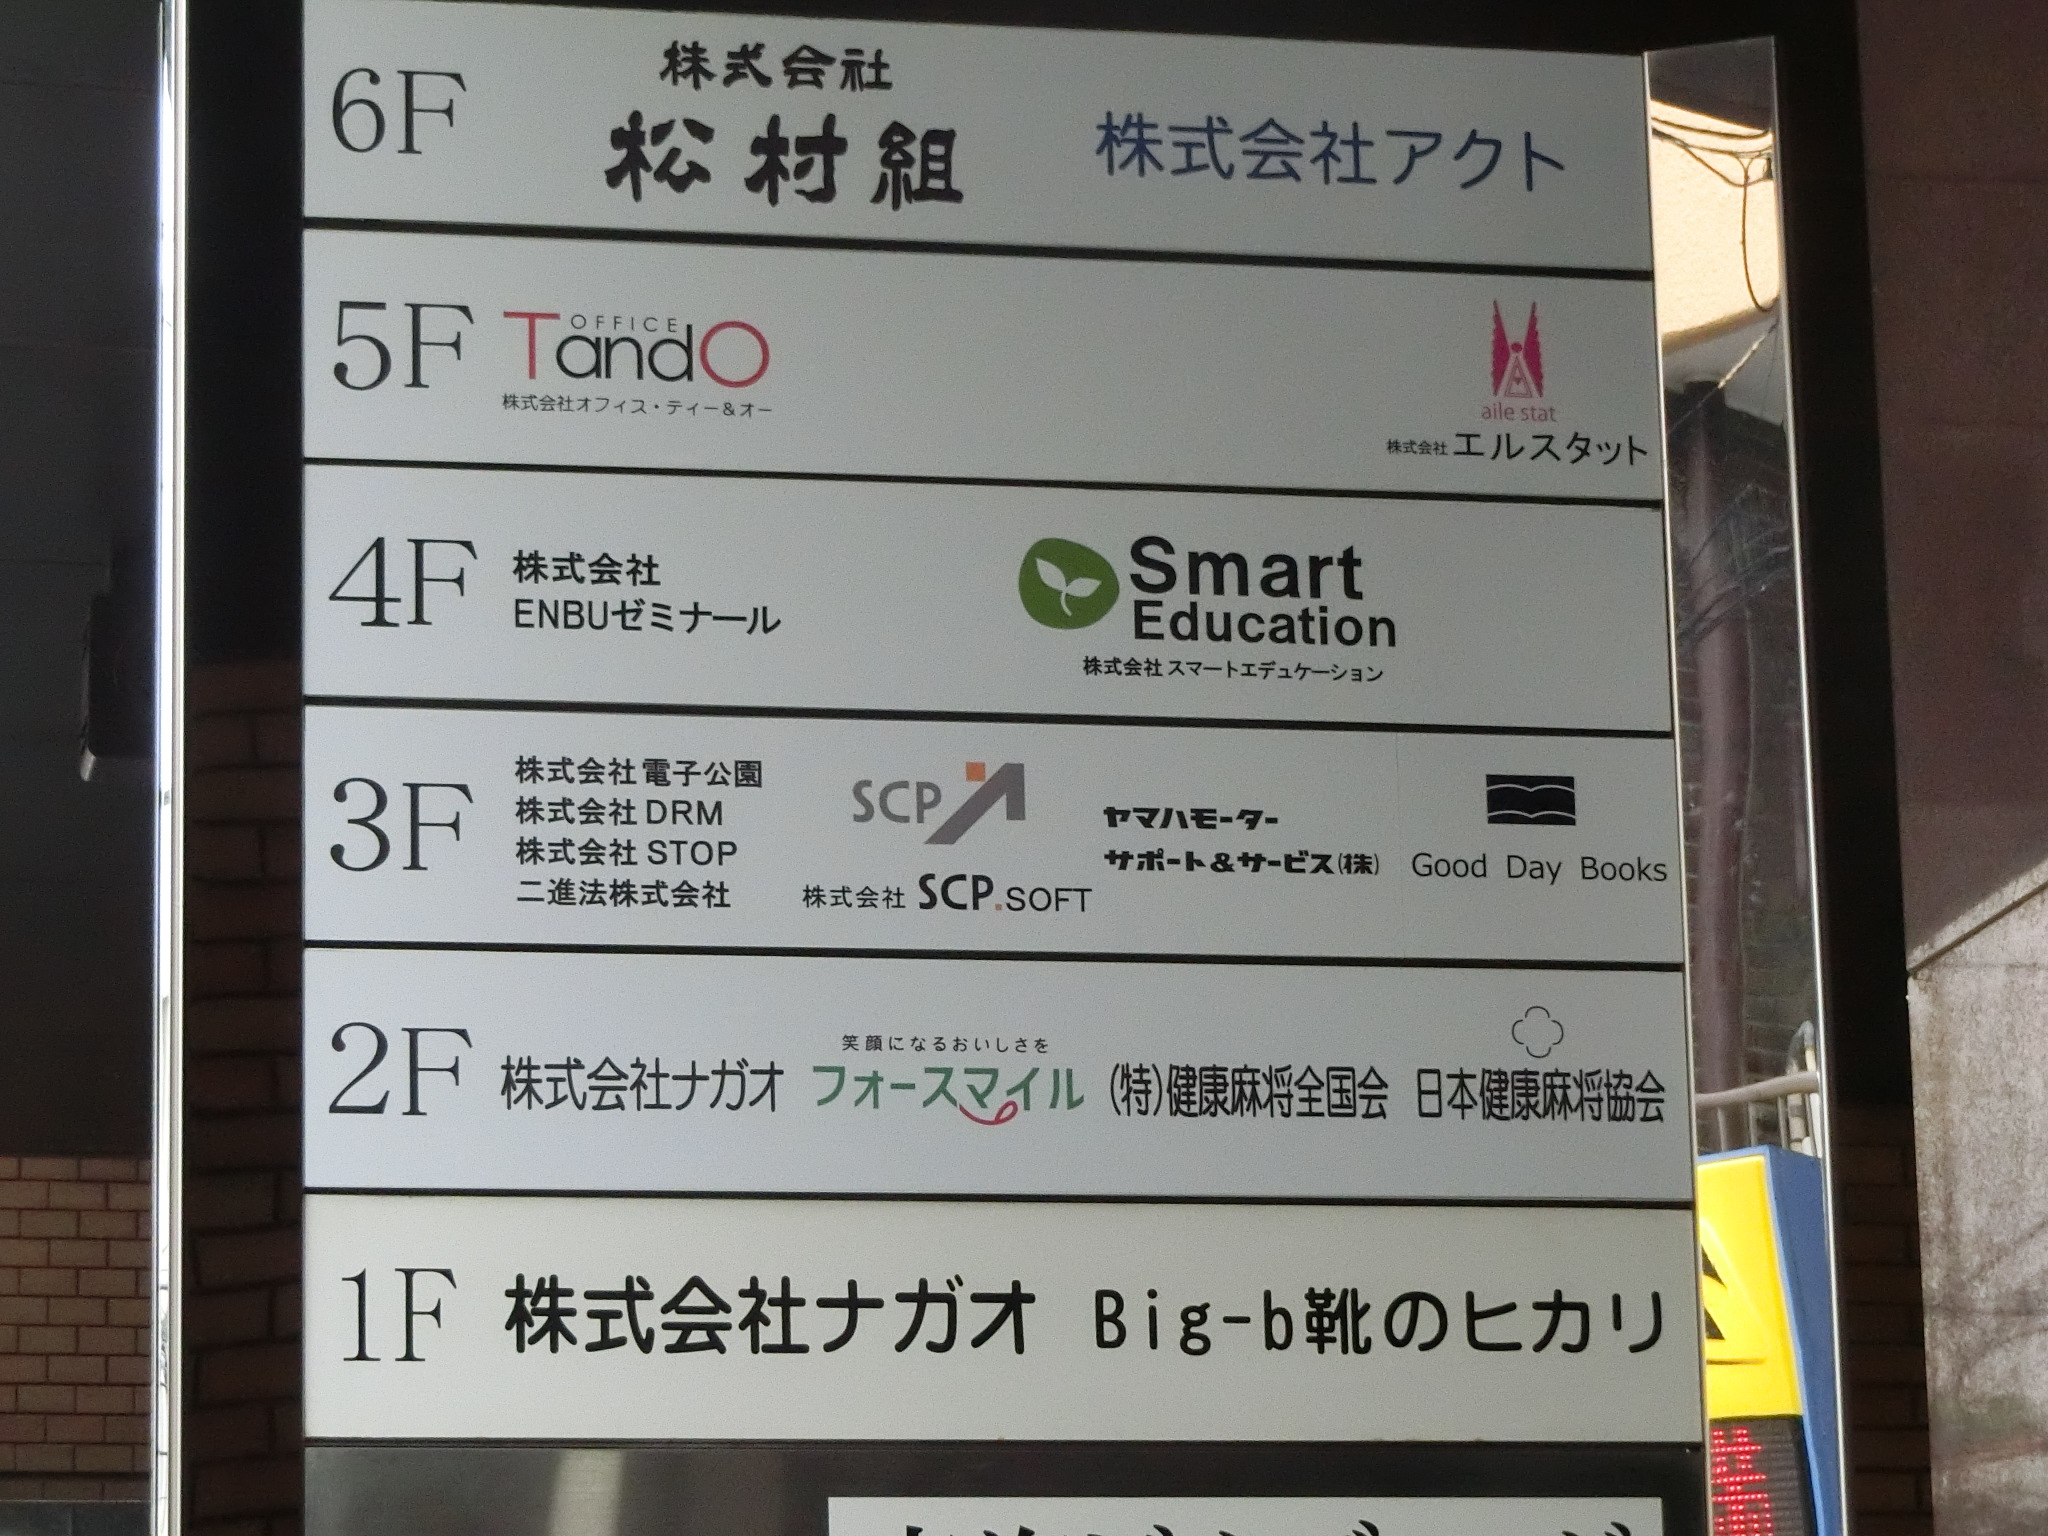 6F
株式会社
松村組
株式会社アクト
5F
OFFICE
TandO
株式会社オフィス・ティー＆オー
aile stat
株式会社エルスタット
4F
株式会社
ENBUゼミナール
Smart
Education
株式会社スマートエデュケーション
3F
株式会社電子公園
株式会社DRM
株式会社STOP
二進法株式会社
SCP
株式会社 SCP.SOFT
ヤマハモーター
サポート＆サービス(株)
Good Day Books
2F
株式会社ナガオ
笑顔になるおいしさを
フォースマイル
(特)健康麻将全国会
日本健康麻将協会
1F
株式会社ナガオ
Big-b靴のヒカリ